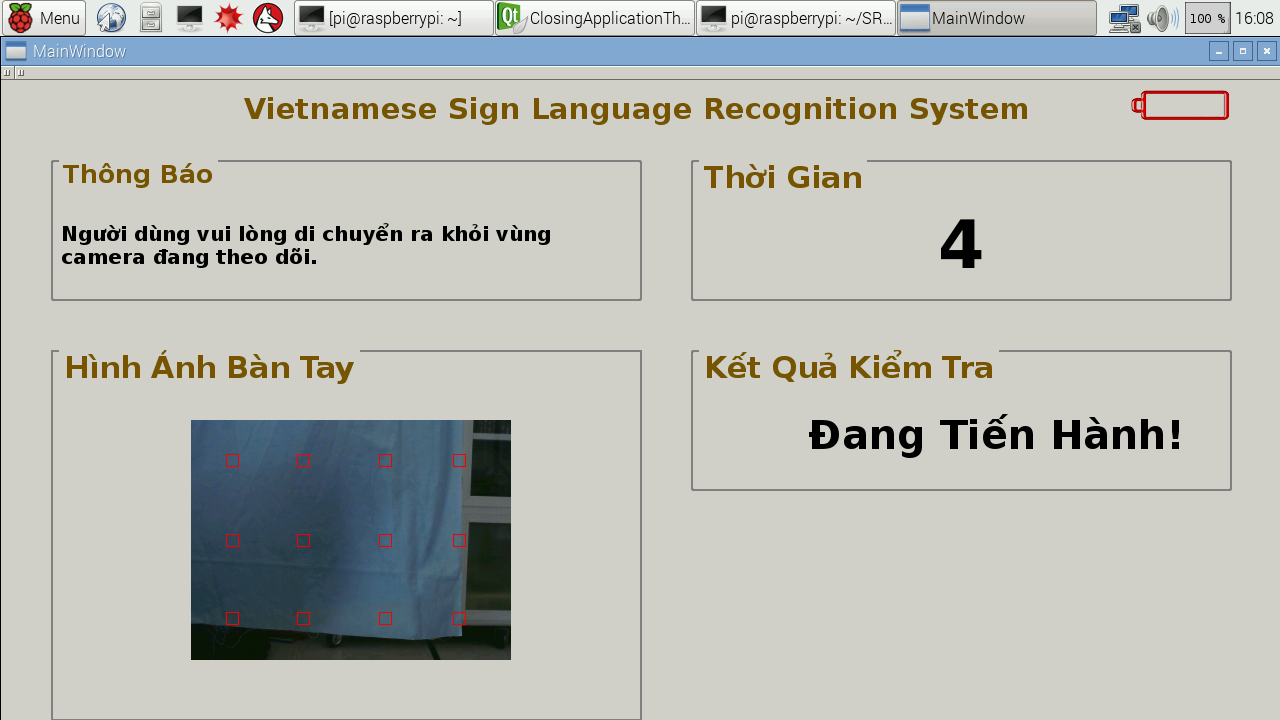 Menu
[pi@raspberrypi: ~]
ClosingApplicationTh...
pi@raspberrypi: ~/SR...
MainWindow
100 %
16:08
MainWindow
Vietnamese Sign Language Recognition System
Thông Báo
Người dùng vui lòng di chuyển ra khỏi vùng
camera đang theo dõi.
Thời Gian
4
Hình Ảnh Bàn Tay
Kết Quả Kiểm Tra
Đang Tiến Hành!